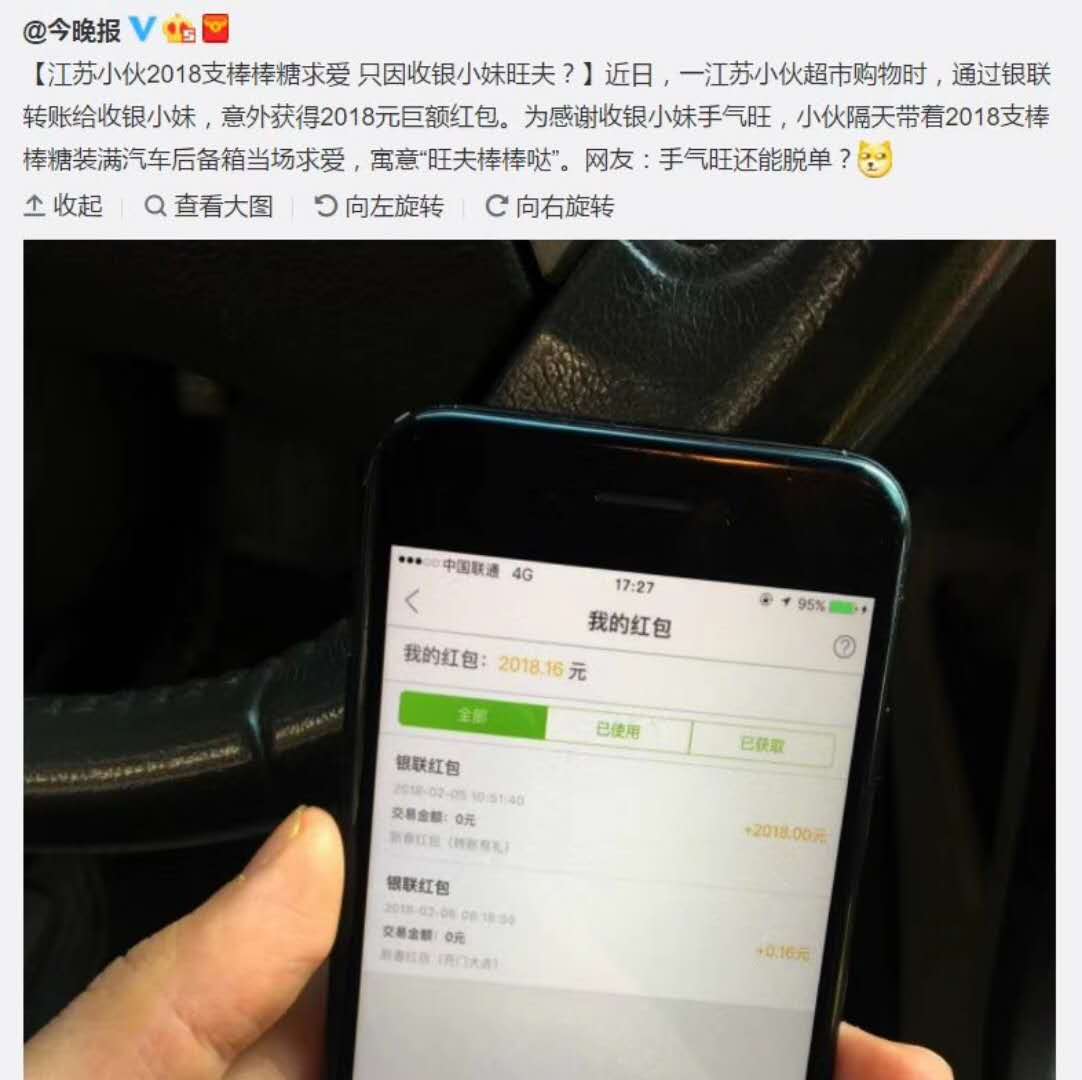 @今晚报
【江苏小伙2018支棒棒糖求爱 只因收银小妹旺夫？】近日，一江苏小伙超市购物时，通过银联
转账给收银小妹，意外获得2018元巨额红包。为感谢收银小妹手气旺，小伙隔天带着2018支棒
棒糖装满汽车后备箱当场求爱，寓意“旺夫棒棒哒”。网友：手气旺还能脱单？
收起 查看大图 向左旋转 向右旋转
中国联通 4G 17:27 95%
我的红包
我的红包：2018.16 元
全部 已使用 已获取
银联红包
2018-02-05 10:51:40
交易金额：0元 +2018.00元
新春红包（转账有礼）
银联红包
交易金额：0元 +0.16元